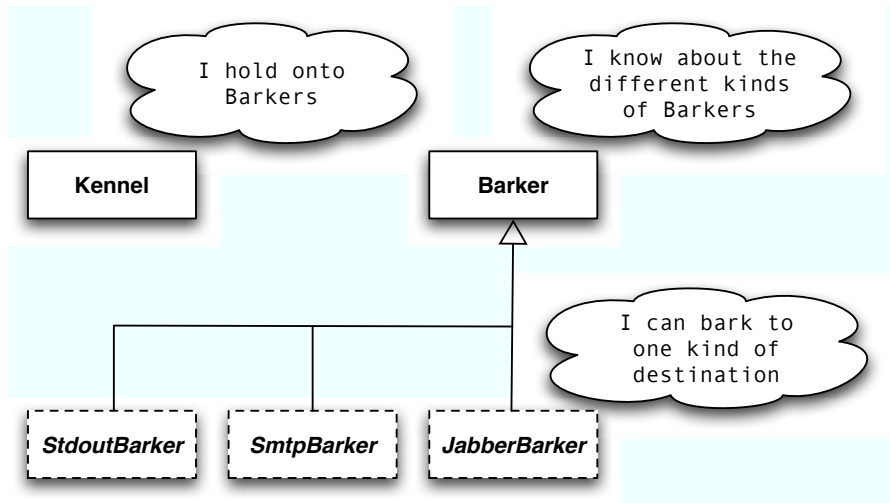 I hold onto
Barkers
I know about the
different kinds
of Barkers
Kennel
Barker
I can bark to
one kind of
destination
StdoutBarker
SmtpBarker
JabberBarker